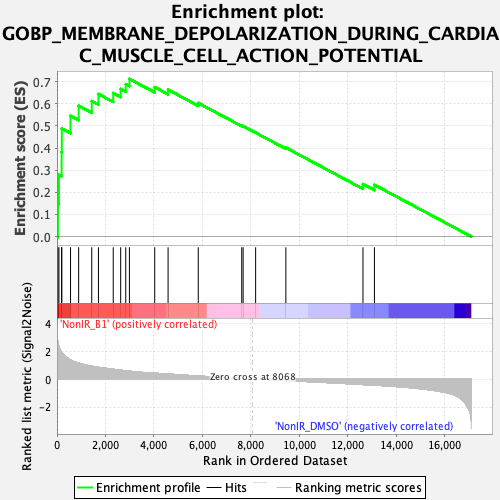 Enrichment plot:
GOBP_MEMBRANE_DEPOLARIZATION_DURING_CARDIA
C_MUSCLE_CELL_ACTION_POTENTIAL
Enrichment score (ES)
0.7
0.6
0.5
0.4
0.3
0.2
0.1
0.0
'NonIR_B1' (positively correlated)
Ranked list metric (Signal2Noise)
4
2
0
-2
Zero cross at 8068
'NonIR_DMSO' (negatively correlated)
0 2,000 4,000 6,000 8,000 10,000 12,000 14,000 16,000
Rank in Ordered Dataset
Enrichment profile Hits Ranking metric scores